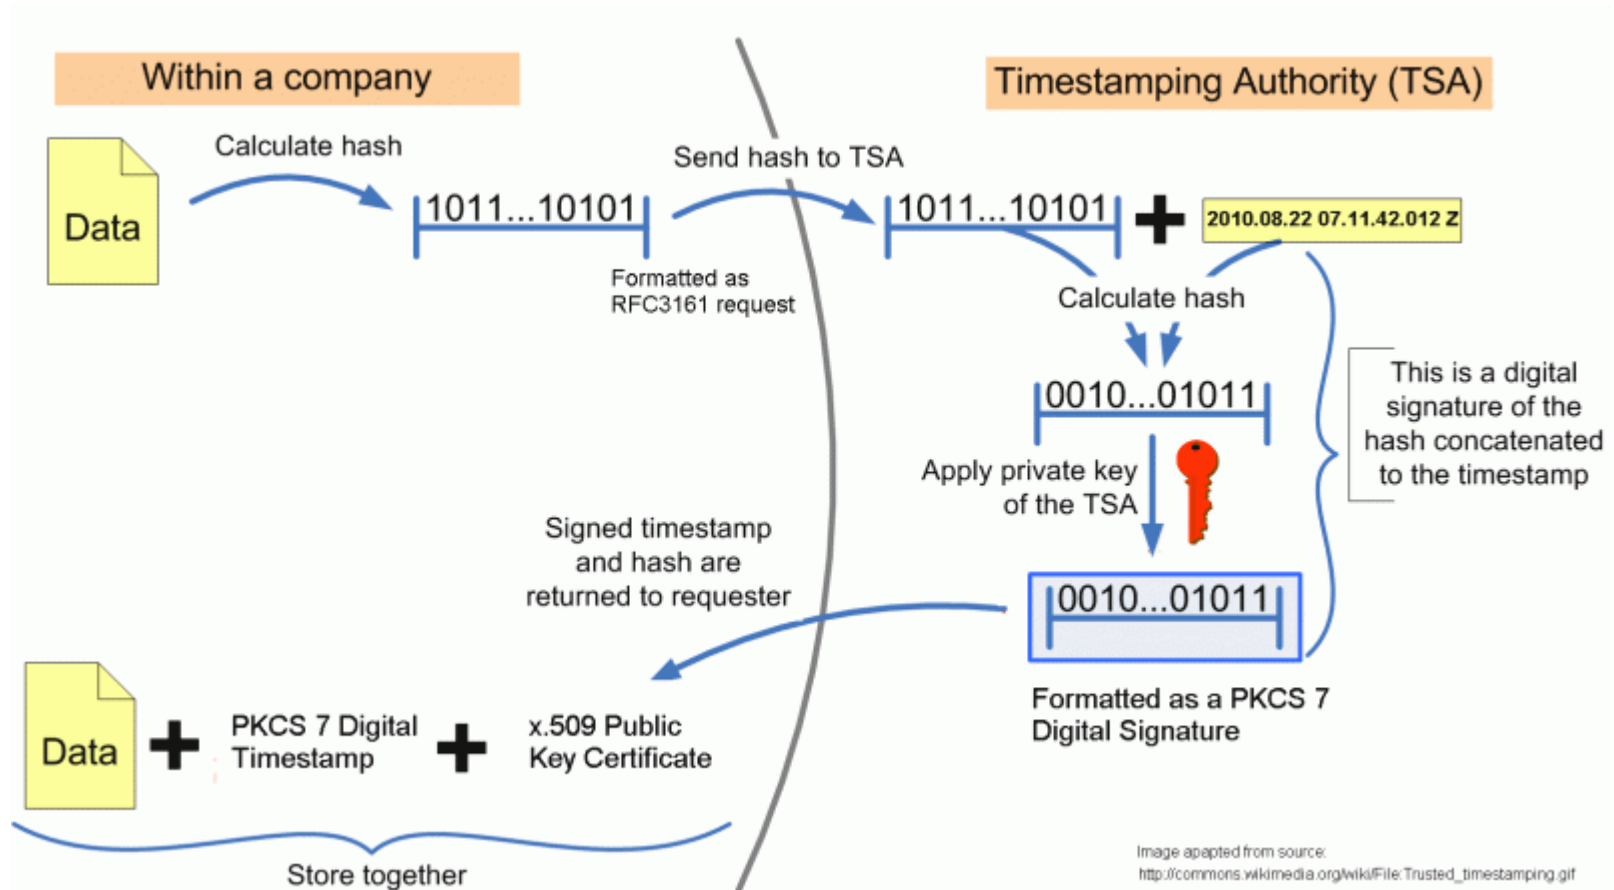 Within a company
Timestamping Authority (TSA)
Data
Calculate hash
1011...10101
Formatted as
RFC3161 request
Send hash to TSA
1011...10101
2010.08.22 07.11.42.012 Z
Calculate hash
0010...01011
Apply private key
of the TSA
This is a digital
signature of the
hash concatenated
to the timestamp
0010...01011
Formatted as a PKCS 7
Digital Signature
Signed timestamp
and hash are
returned to requester
Data
PKCS 7 Digital
Timestamp
x.509 Public
Key Certificate
Store together
Image apapted from source:
http://commons.wikimedia.org/wiki/File:Trusted_timestamping.gif